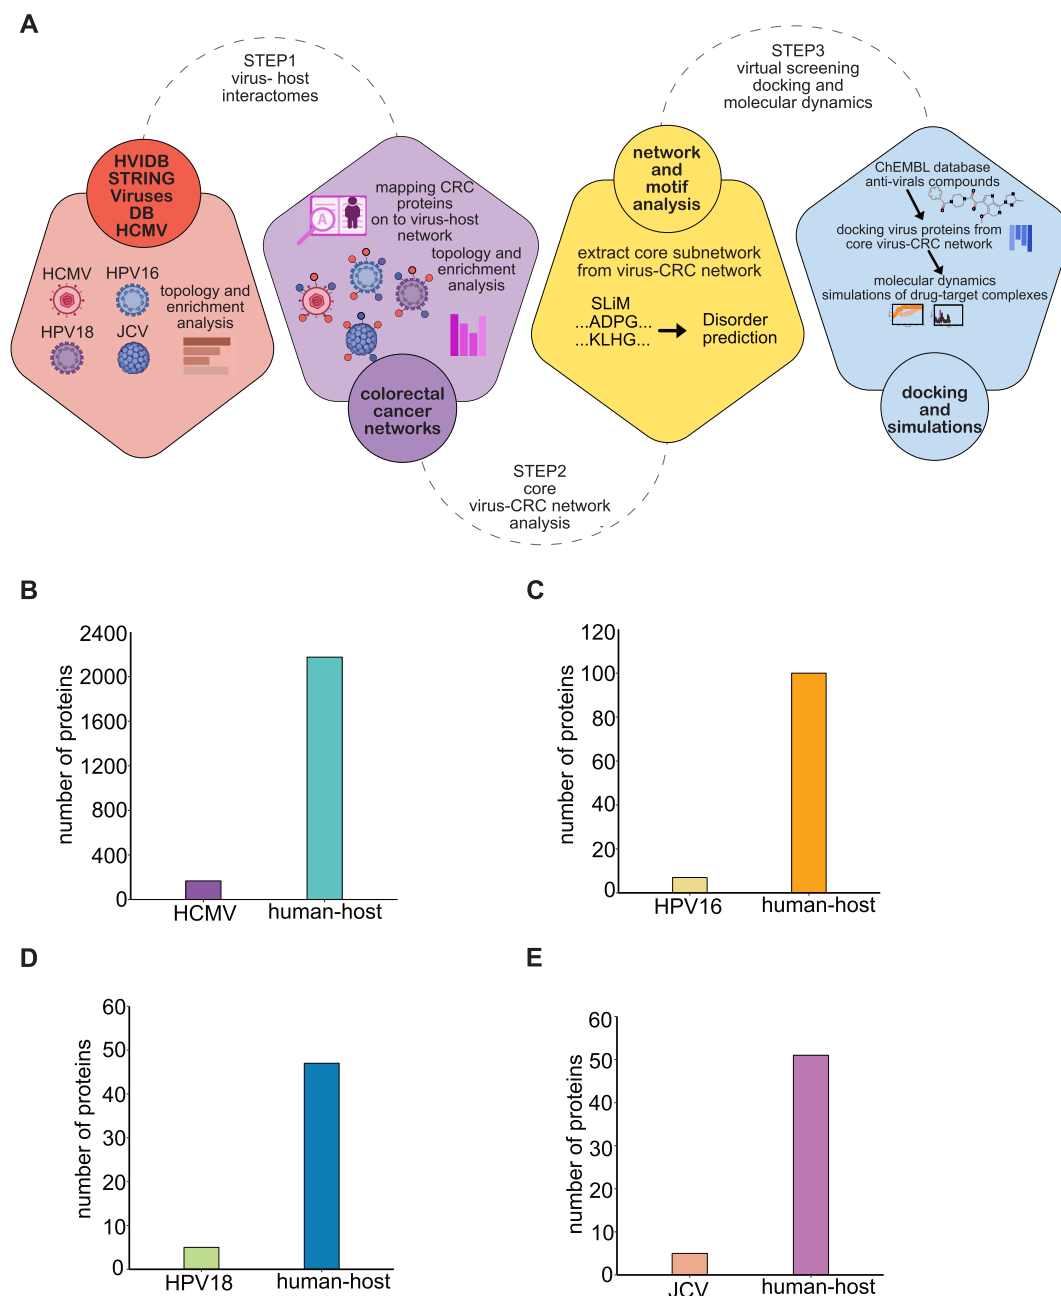 A
STEP1
virus- host
interactomes
HVIDB
STRING
Viruses
DB
HCMV
HCMV
HPV16
HPV18
JCV
topology and
enrichment
analysis
mapping CRC
proteins
on to virus-host
network
A
topology and
enrichment
analysis
colorectal
cancer
networks
STEP2
core
virus-CRC network
analysis
network
and
motif
analysis
extract core subnetwork
from virus-CRC network
SLiM
...ADPG...
...KLHG...
Disorder
prediction
STEP3
virtual screening
docking and
molecular dynamics
ChEMBL database
anti-virals compounds
docking virus proteins from
core virus-CRC network
molecular dynamics
simulations of drug-target complexes
docking
and
simulations
B
number of proteins
2400
2000
1600
1200
800
400
0
HCMV
human-host
C
number of proteins
120
100
80
60
40
20
0
HPV16
human-host
D
number of proteins
60
50
40
30
20
10
0
HPV18
human-host
E
number of proteins
60
50
40
30
20
10
0
JCV
human-host